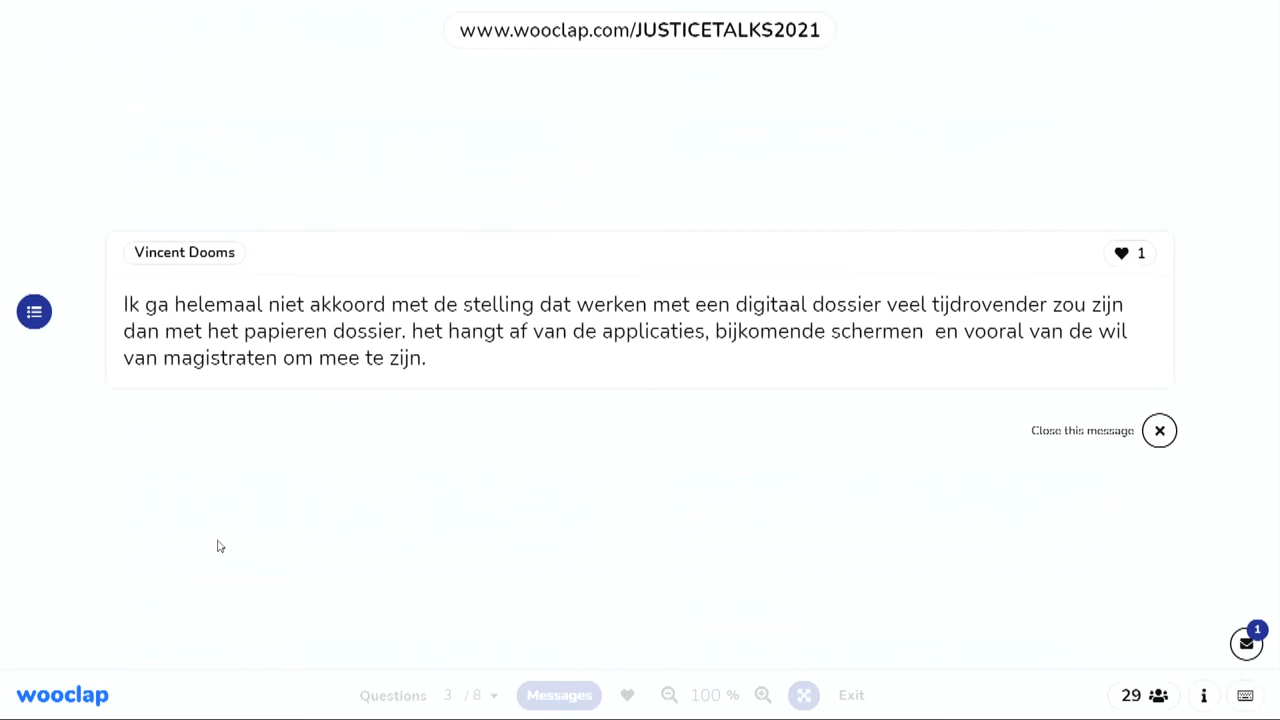 www.wooclap.com/JUSTICETALKS2021
Vincent Dooms
1
Ik ga helemaal niet akkoord met de stelling dat werken met een digitaal dossier veel tijdrovender zou zijn
dan met het papieren dossier. het hangt af van de applicaties, bijkomende schermen  en vooral van de wil
van magistraten om mee te zijn.
Close this message
1
wooclap
Questions 3 / 8 Messages 100 % Exit 29